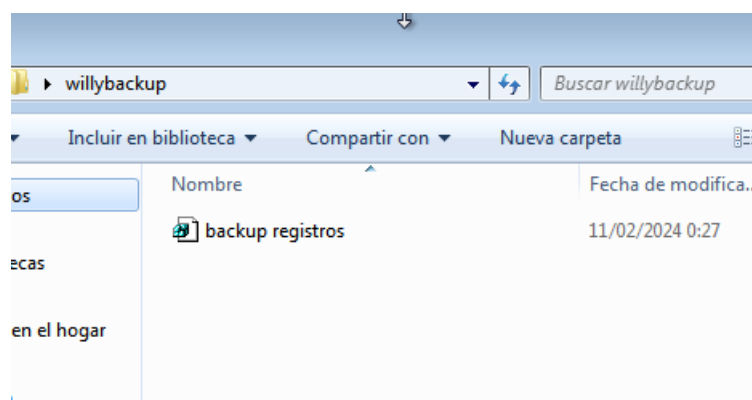 willybackup
Buscar willybackup
Incluir en biblioteca
Compartir con
Nueva carpeta
os
Nombre
Fecha de modifica...
backup registros
11/02/2024 0:27
ecas
en el hogar